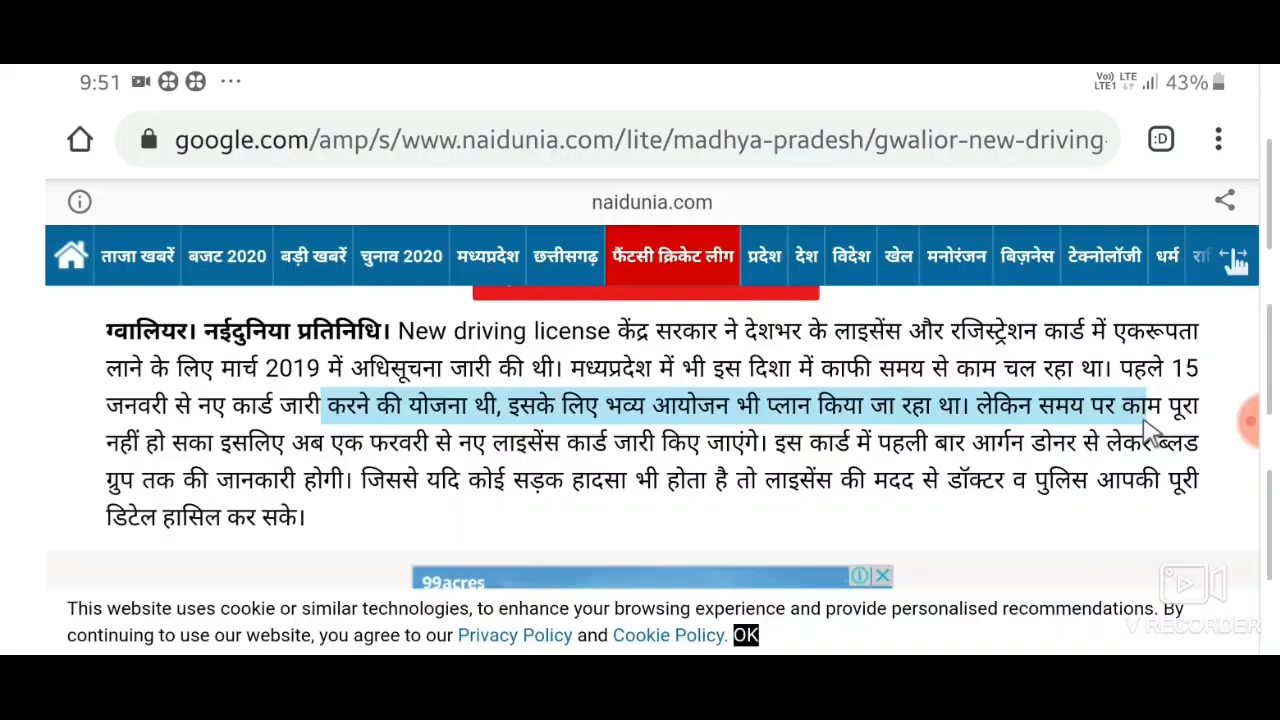 9:51 ...
Vo) LTE
LTE1 43%
google.com/amp/s/www.naidunia.com/lite/madhya-pradesh/gwalior-new-driving-
:D
naidunia.com
ताजा खबरें बजट 2020 बड़ी खबरें चुनाव 2020 मध्यप्रदेश छत्तीसगढ़ फैंटसी क्रिकेट लीग प्रदेश देश विदेश खेल मनोरंजन बिज़नेस टेक्नोलॉजी धर्म
ग्वालियर। नईदुनिया प्रतिनिधि। New driving license केंद्र सरकार ने देशभर के लाइसेंस और रजिस्ट्रेशन कार्ड में एकरूपता
लाने के लिए मार्च 2019 में अधिसूचना जारी की थी। मध्यप्रदेश में भी इस दिशा में काफी समय से काम चल रहा था। पहले 15
जनवरी से नए कार्ड जारी करने की योजना थी, इसके लिए भव्य आयोजन भी प्लान किया जा रहा था। लेकिन समय पर काम पूरा
नहीं हो सका इसलिए अब एक फरवरी से नए लाइसेंस कार्ड जारी किए जाएंगे। इस कार्ड में पहली बार आर्गन डोनर से लेकर ब्लड
ग्रुप तक की जानकारी होगी। जिससे यदि कोई सड़क हादसा भी होता है तो लाइसेंस की मदद से डॉक्टर व पुलिस आपकी पूरी
डिटेल हासिल कर सके।
99acres
This website uses cookie or similar technologies, to enhance your browsing experience and provide personalised recommendations. By
continuing to use our website, you agree to our Privacy Policy and Cookie Policy. OK
V RECORDER